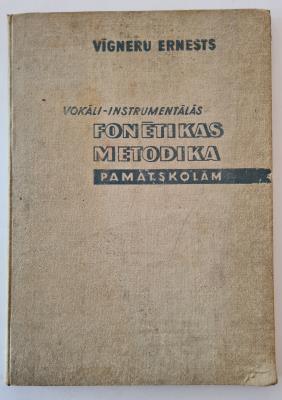 VĪGNERU ERNESTS
VOKĀLI-INSTRUMENTĀLĀS
FONĒTIKAS
METODIKA
PAMATSKOLĀM